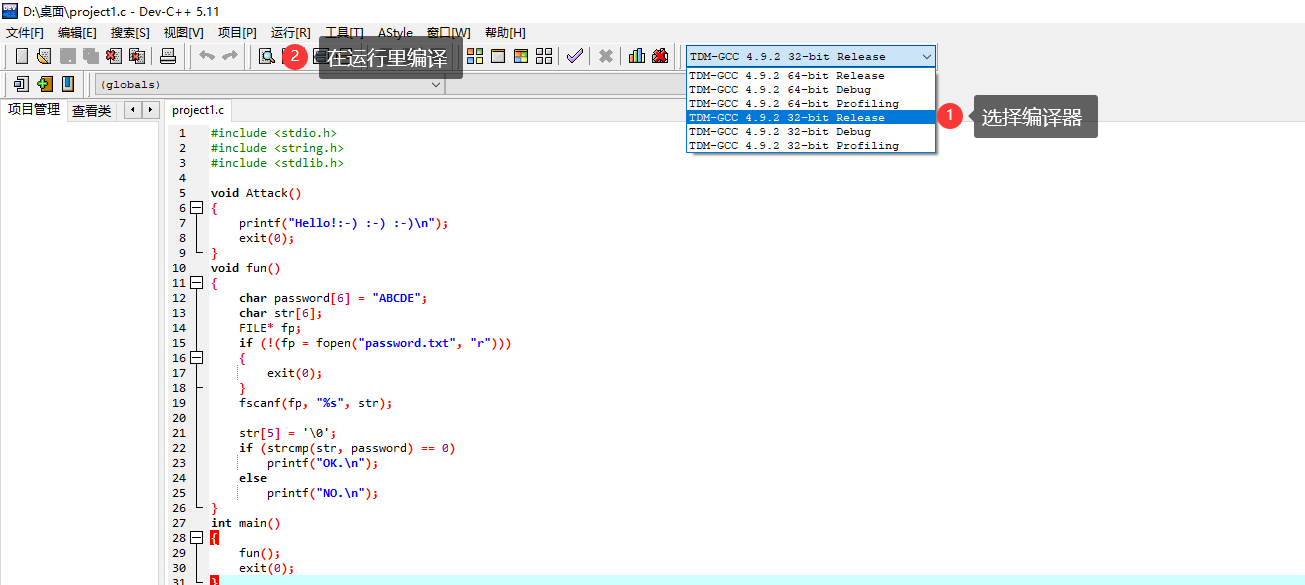 D:\桌面\project1.c - Dev-C++ 5.11
文件[F] 编辑[E] 搜索[S] 视图[V] 项目[P] 运行[R] 工具[T] AStyle 窗口[W] 帮助[H]
2 在运行里编译 TDM-GCC 4.9.2 32-bit Release
(globals)
TDM-GCC 4.9.2 64-bit Release
TDM-GCC 4.9.2 64-bit Debug
TDM-GCC 4.9.2 64-bit Profiling
TDM-GCC 4.9.2 32-bit Release
TDM-GCC 4.9.2 32-bit Debug
TDM-GCC 4.9.2 32-bit Profiling
1 选择编译器
项目管理 查看类 project1.c
1 #include <stdio.h>
2 #include <string.h>
3 #include <stdlib.h>
4
5 void Attack()
6 {
7 printf("Hello!:-) :-) :-)\n");
8 exit(0);
9 }
10 void fun()
11 {
12 char password[6] = "ABCDE";
13 char str[6];
14 FILE* fp;
15 if (!(fp = fopen("password.txt", "r")))
16 {
17 exit(0);
18 }
19 fscanf(fp, "%s", str);
20
21 str[5] = '\0';
22 if (strcmp(str, password) == 0)
23 printf("OK.\n");
24 else
25 printf("NO.\n");
26 }
27 int main()
28 {
29 fun();
30 exit(0);
31 }